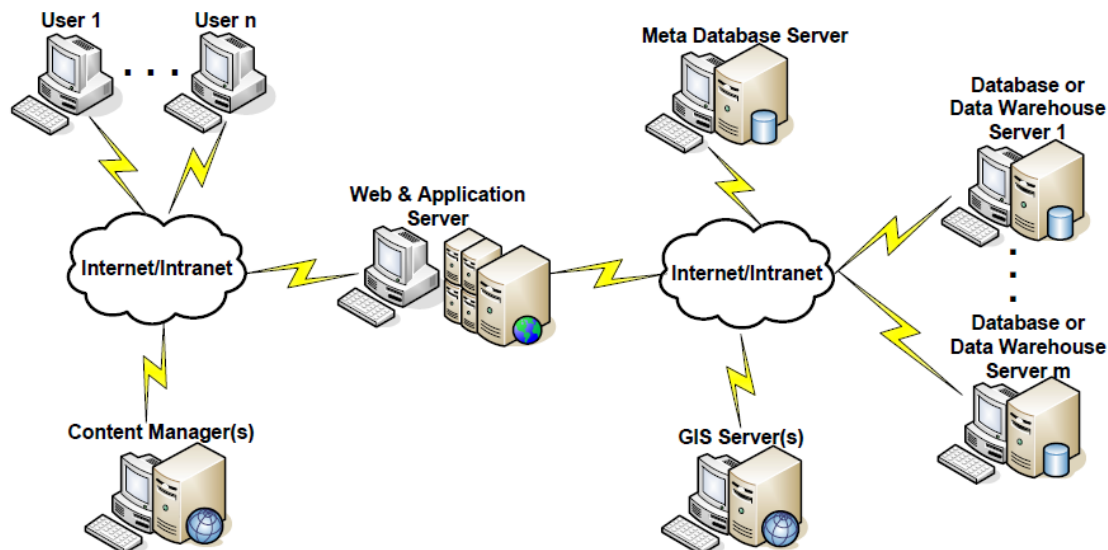 User 1
User n
. . .
Meta Database Server
Database or
Data Warehouse
Server 1
Web & Application
Server
Internet/Intranet
Internet/Intranet
.
.
.
Database or
Data Warehouse
Server m
Content Manager(s)
GIS Server(s)